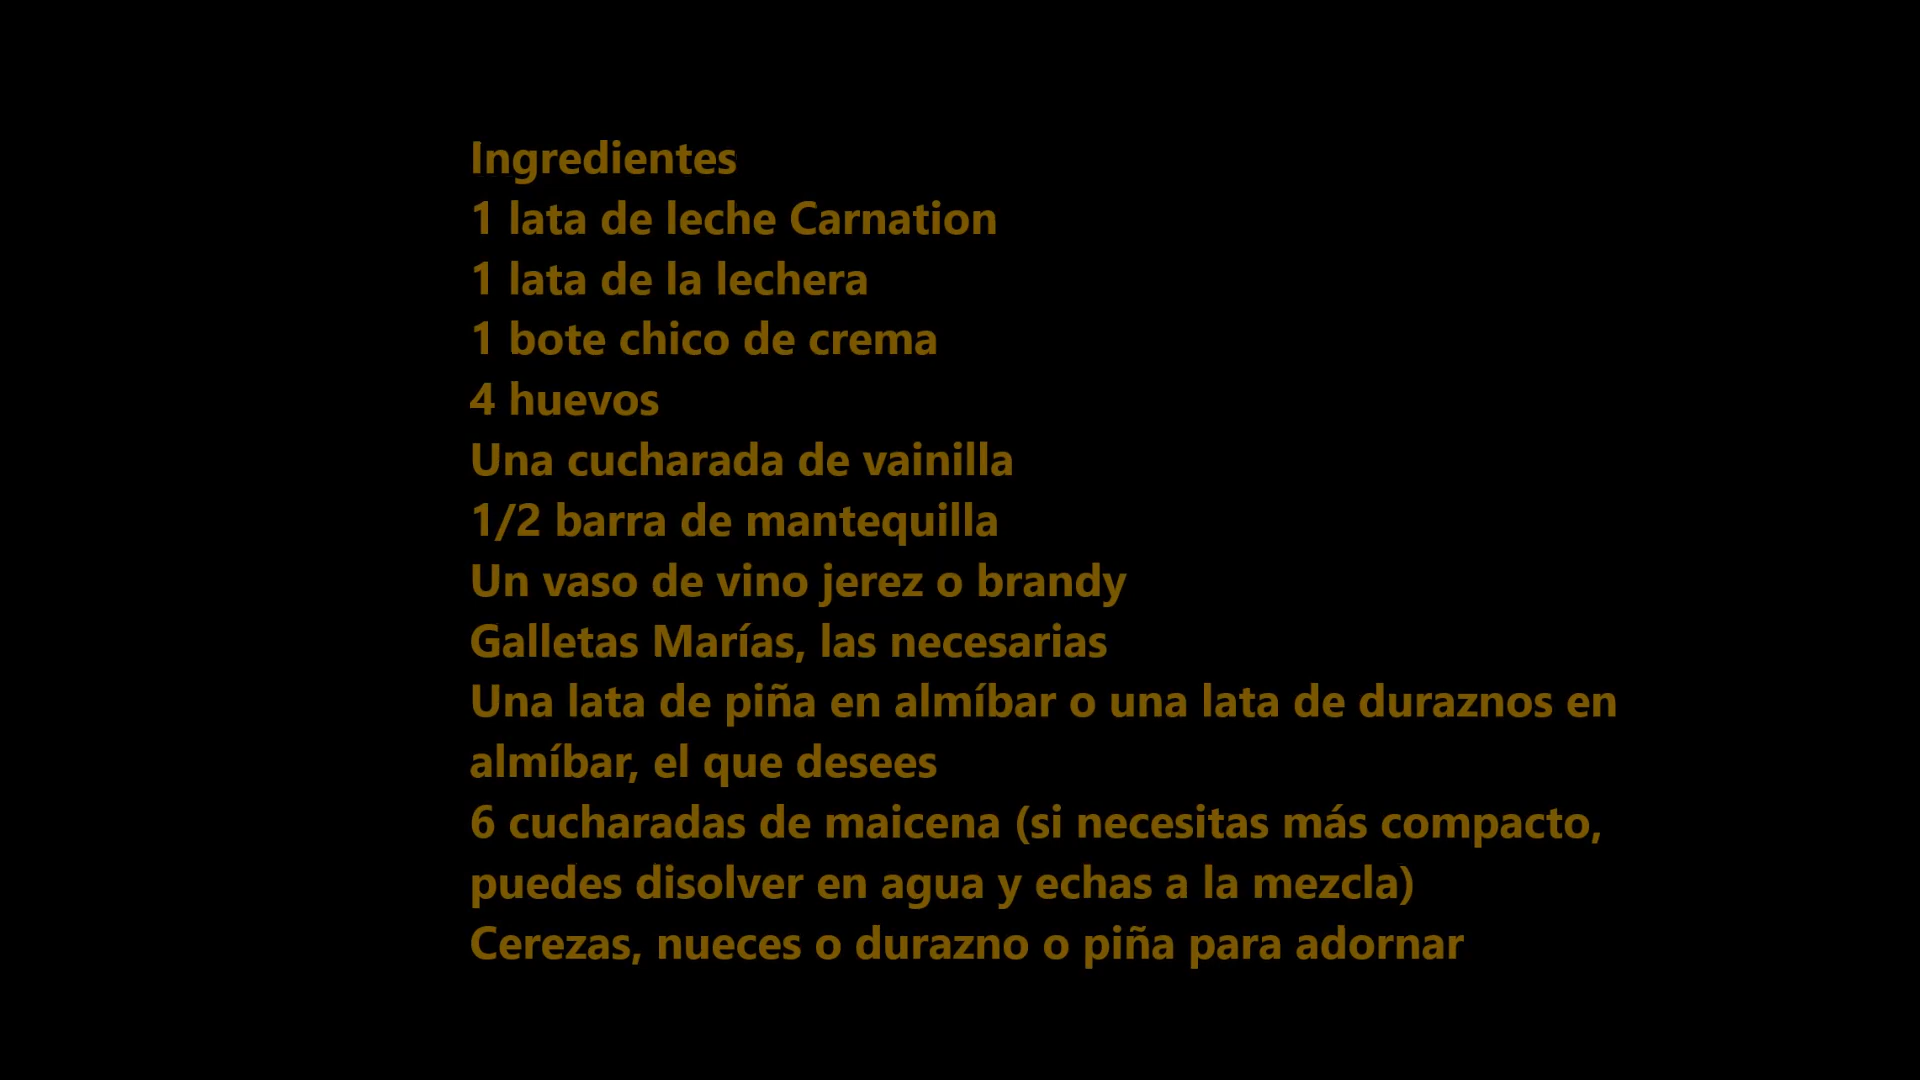 Ingredientes
1 lata de leche Carnation
1 lata de la lechera
1 bote chico de crema
4 huevos
Una cucharada de vainilla
1/2 barra de mantequilla
Un vaso de vino jerez o brandy
Galletas Marías, las necesarias
Una lata de piña en almíbar o una lata de duraznos en
almíbar, el que desees
6 cucharadas de maicena (si necesitas más compacto,
puedes disolver en agua y echas a la mezcla)
Cerezas, nueces o durazno o piña para adornar